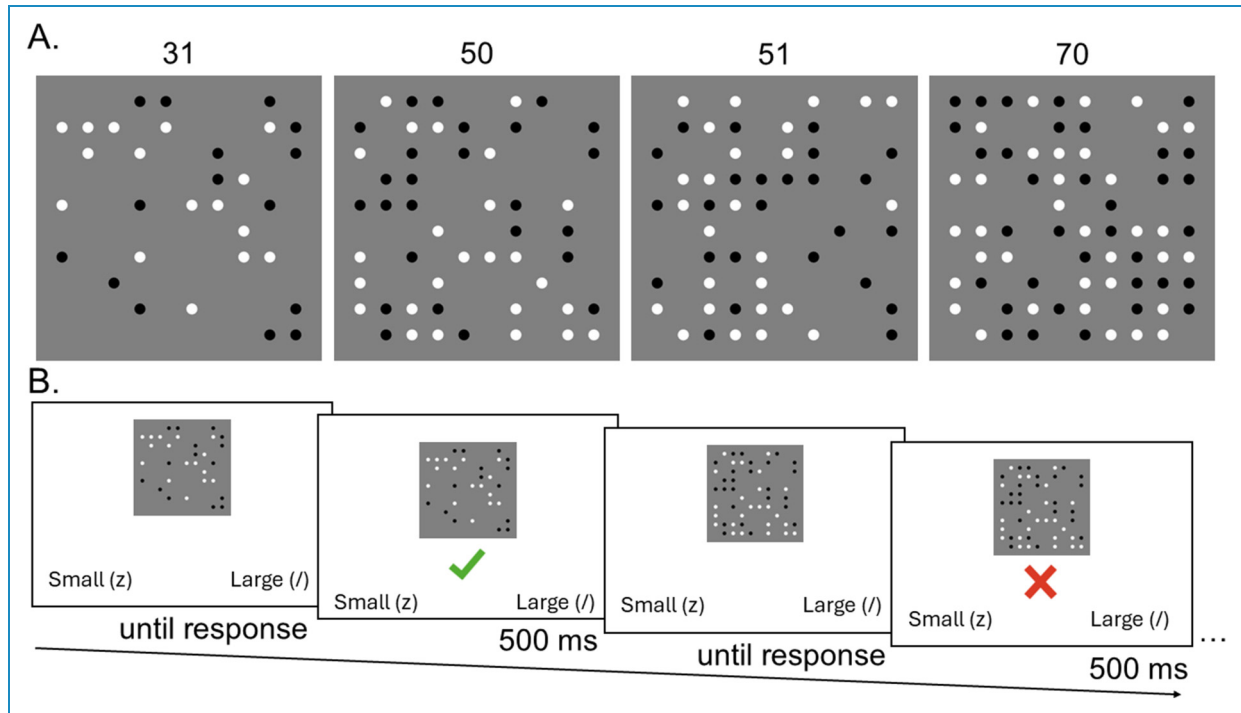 A.
31 50 51 70
B.
Small (z) Large (/)
until response
Small (z) Large (/)
500 ms
Small (z) Large (/)
until response
Small (z) Large (/)
500 ms
...